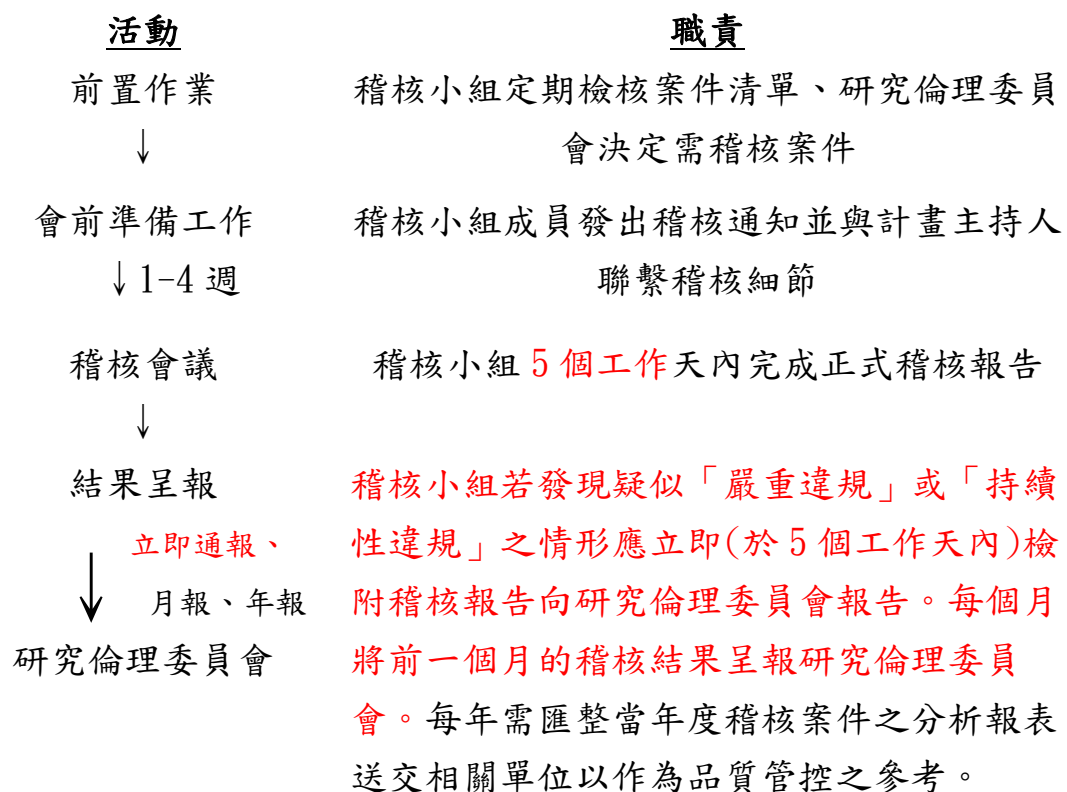 活動 職責
前置作業 稽核小組定期檢核案件清單、研究倫理委員
↓ 會決定需稽核案件
會前準備工作 稽核小組成員發出稽核通知並與計畫主持人
↓1-4 週 聯繫稽核細節
稽核會議 稽核小組 5 個工作天內完成正式稽核報告
↓
結果呈報 稽核小組若發現疑似「嚴重違規」或「持續
立即通報、 性違規」之情形應立即(於 5 個工作天內)檢
↓ 月報、年報 附稽核報告向研究倫理委員會報告。每個月
研究倫理委員會 將前一個月的稽核結果呈報研究倫理委員
會。每年需匯整當年度稽核案件之分析報表
送交相關單位以作為品質管控之參考。